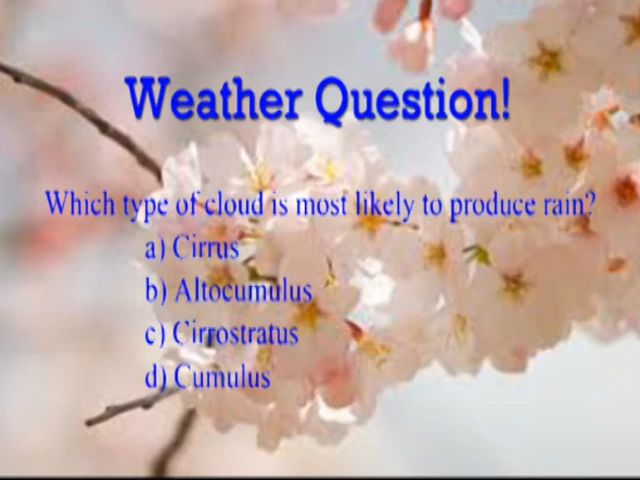 Weather Question!
Which type of cloud is most likely to produce rain?
a) Cirrus
b) Altocumulus
c) Cirrostratus
d) Cumulus